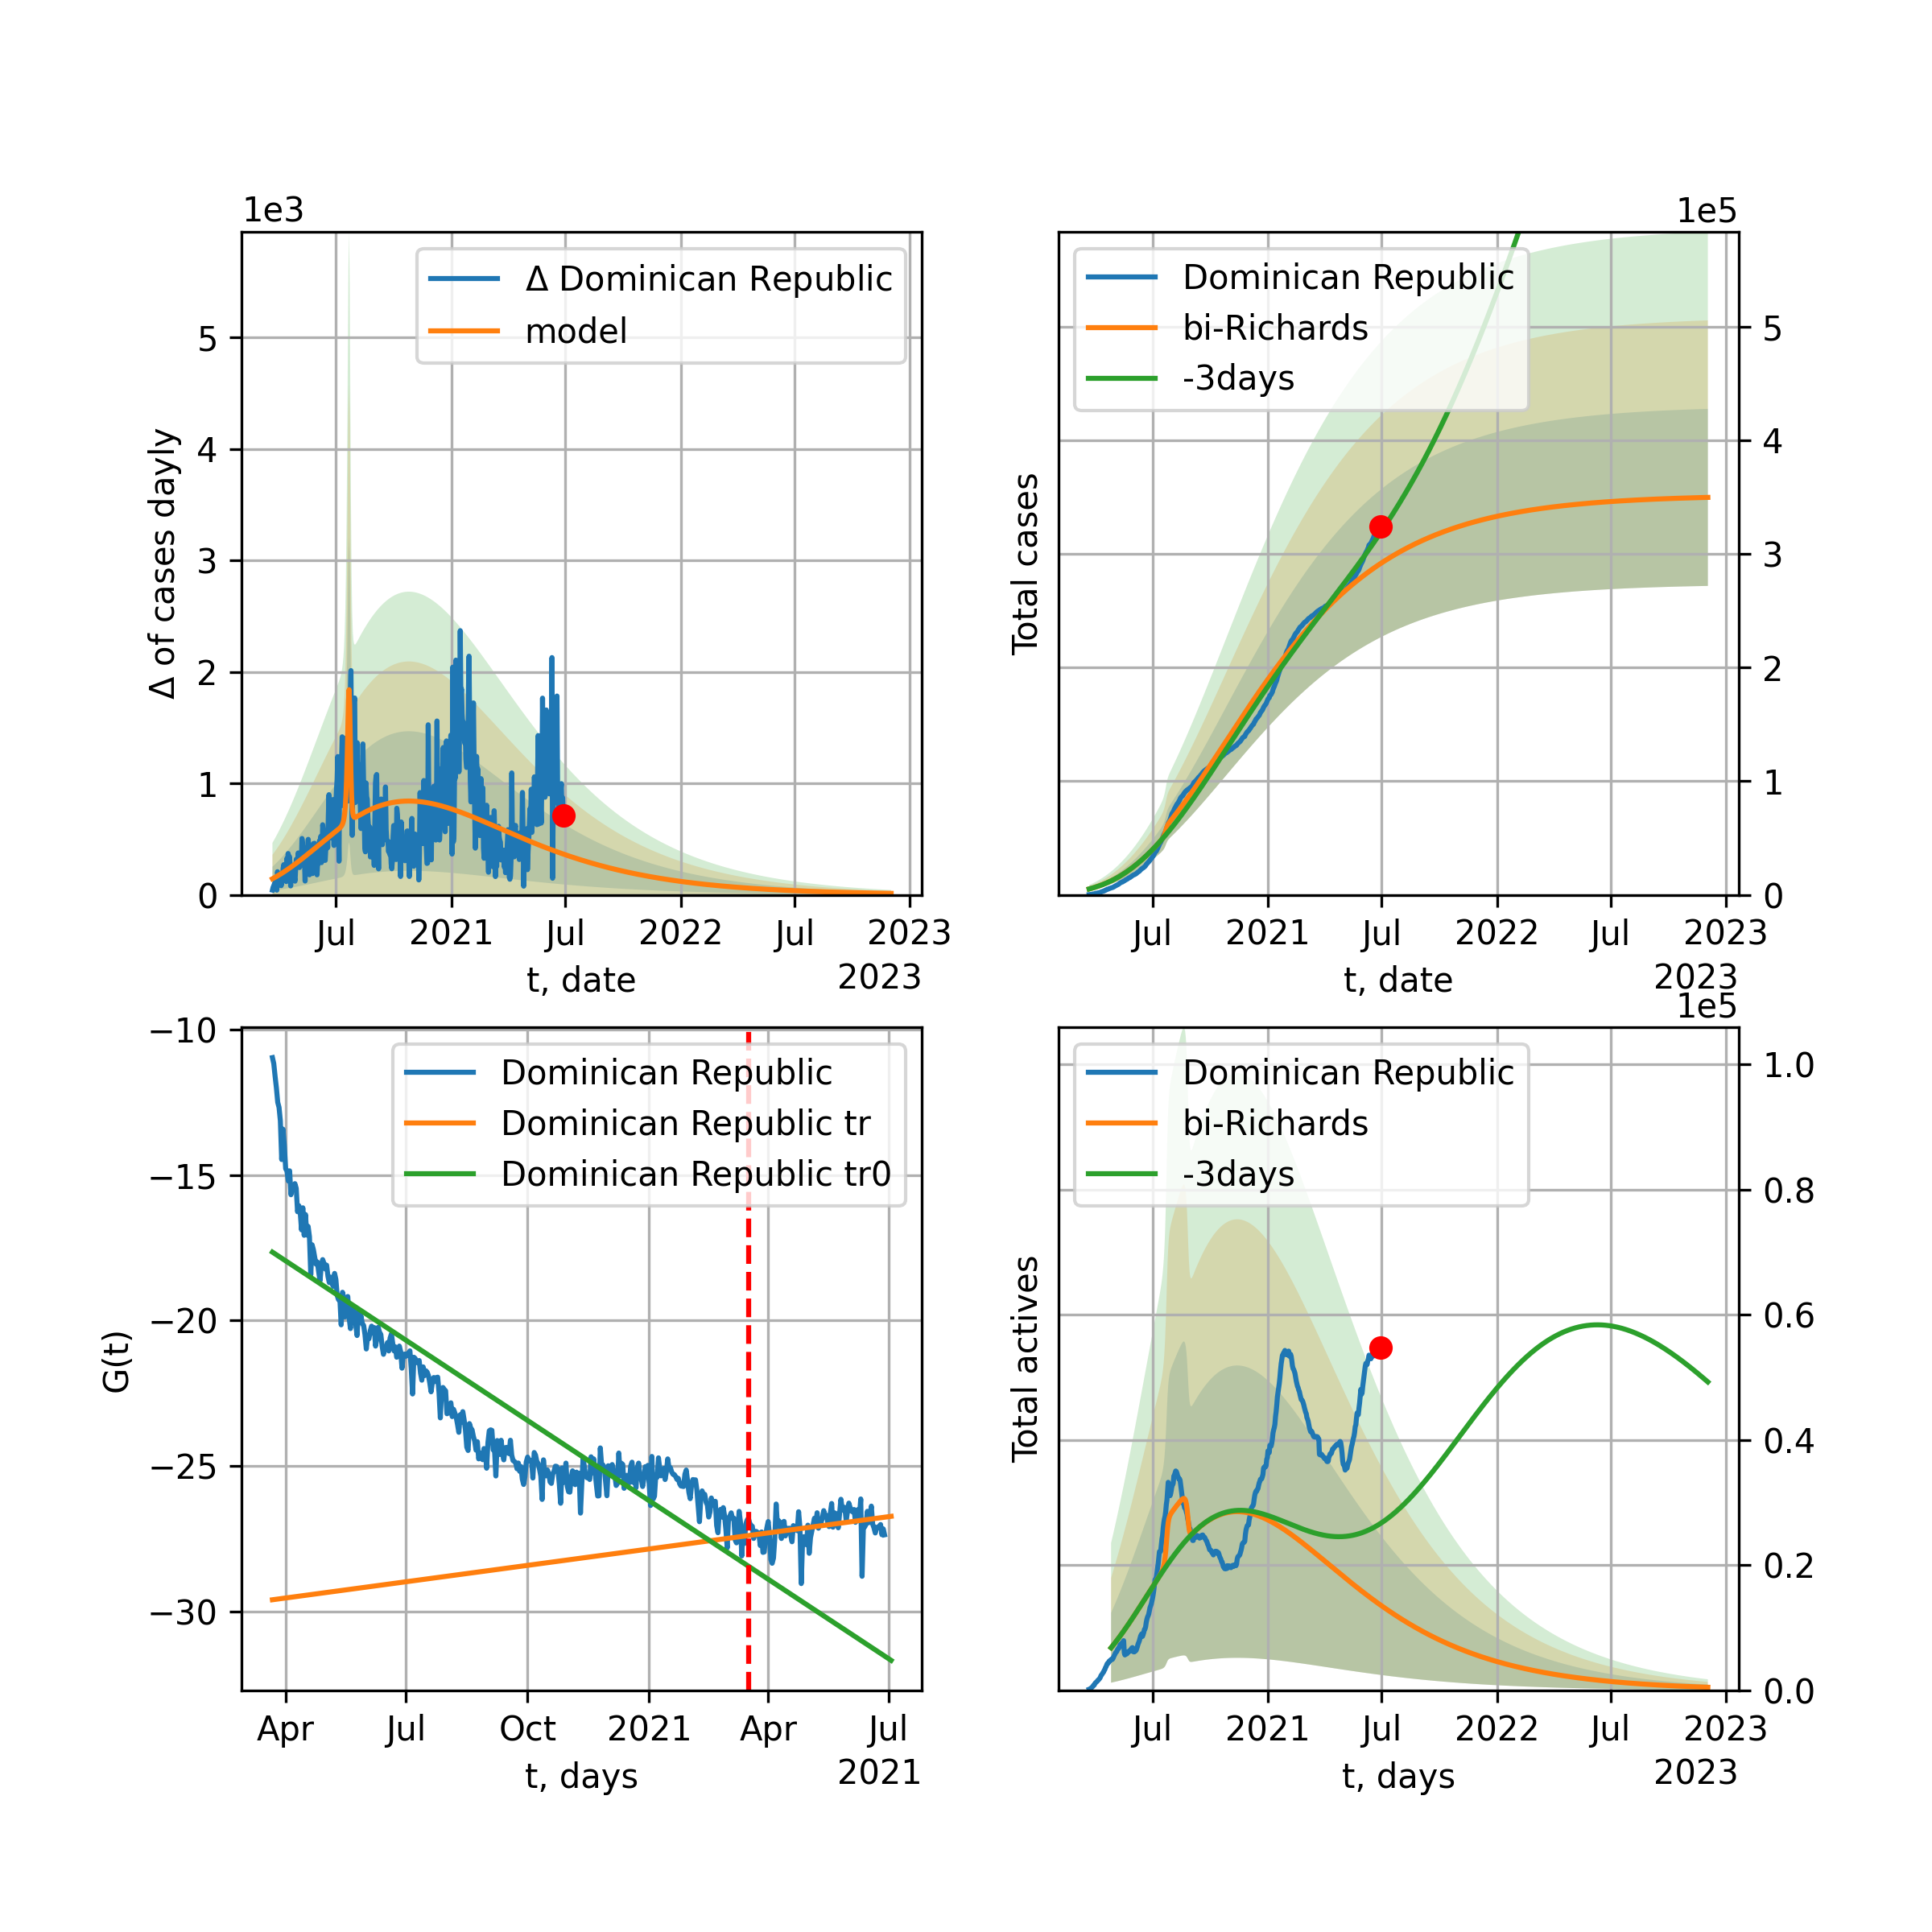 1e3
Δ Dominican Republic
model
5
4
3
2
1
0
Δ of cases dayly
Jul 2021 Jul 2022 Jul 2023
t, date
2023
1e5
Dominican Republic
bi-Richards
-3days
5
4
3
2
1
0
Total cases
Jul 2021 Jul 2022 Jul 2023
t, date
2023
−10
−15
−20
−25
−30
G(t)
Dominican Republic
Dominican Republic tr
Dominican Republic tr0
Apr Jul Oct 2021 Apr Jul
t, days
2021
1e5
Dominican Republic
bi-Richards
-3days
1.0
0.8
0.6
0.4
0.2
0.0
Total actives
Jul 2021 Jul 2022 Jul 2023
t, days
2023